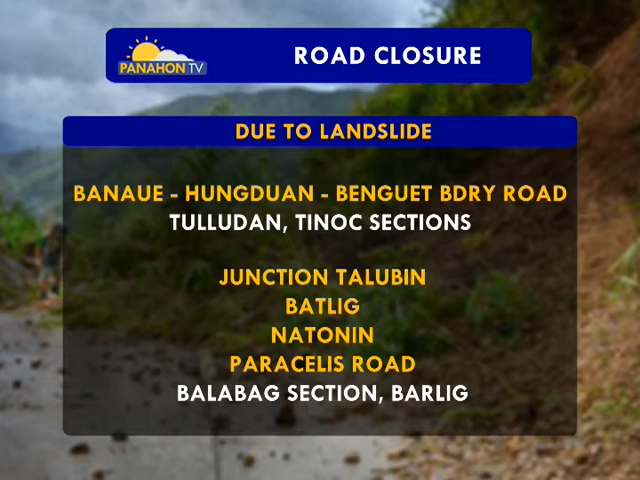 PANAHON TV
ROAD CLOSURE
DUE TO LANDSLIDE
BANAUE - HUNGDUAN - BENGUET BDRY ROAD
TULLUDAN, TINOC SECTIONS
JUNCTION TALUBIN
BATLIG
NATONIN
PARACELIS ROAD
BALABAG SECTION, BARLIG